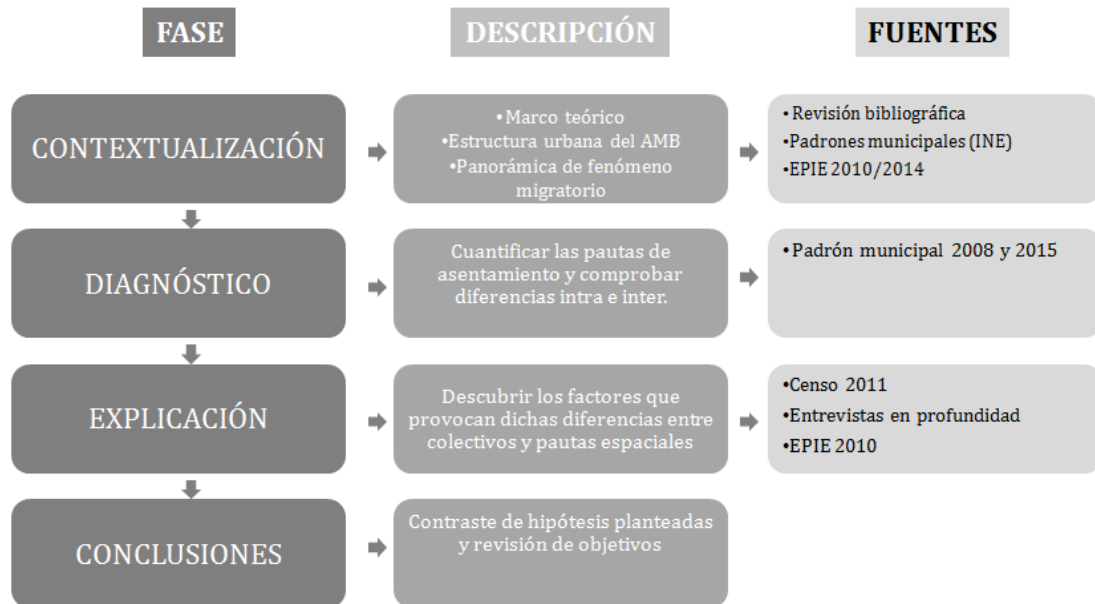 FASE
DESCRIPCIÓN
FUENTES
CONTEXTUALIZACIÓN
•Marco teórico
•Estructura urbana del AMB
•Panorámica de fenómeno
migratorio
•Revisión bibliográfica
•Padrones municipales (INE)
•EPIE 2010/2014
DIAGNÓSTICO
Cuantificar las pautas de
asentamiento y comprobar
diferencias intra e inter.
•Padrón municipal 2008 y 2015
EXPLICACIÓN
Descubrir los factores que
provocan dichas diferencias entre
colectivos y pautas espaciales
•Censo 2011
•Entrevistas en profundidad
•EPIE 2010
CONCLUSIONES
Contraste de hipótesis planteadas
y revisión de objetivos